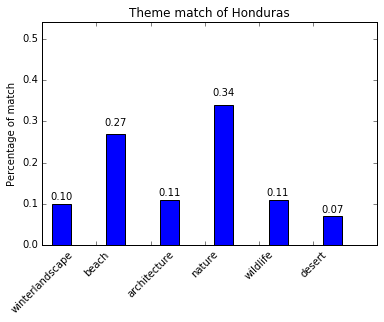 Theme match of Honduras
Percentage of match
0.5
0.4
0.3
0.2
0.1
0.0
0.10
0.27
0.11
0.34
0.11
0.07
winterlandscape
beach
architecture
nature
wildlife
desert